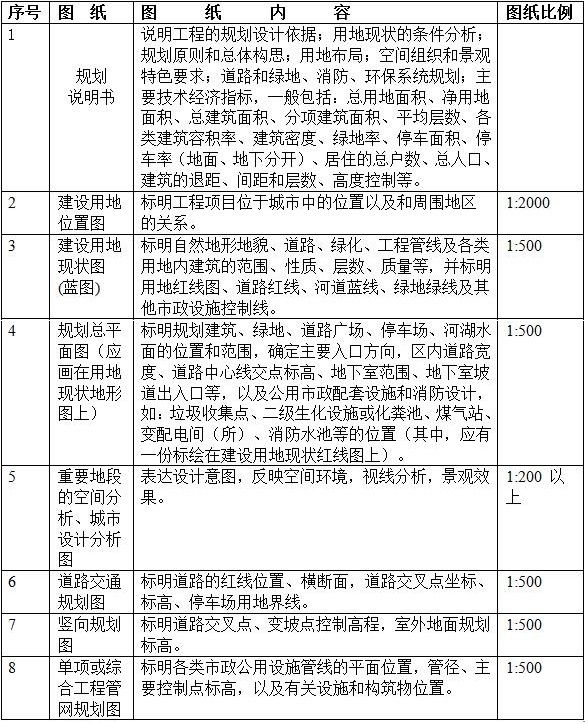 序号 图 纸 图 纸 内 容 图纸比例
1 规划
说明书
说明工程的规划设计依据；用地现状的条件分析；
规划原则和总体构思；用地布局；空间组织和景观
特色要求；道路和绿地、消防、环保系统规划；主
要技术经济指标，一般包括：总用地面积、净用地
面积、总建筑面积、分项建筑面积、平均层数、各
类建筑容积率、建筑密度、绿地率、停车面积、停
车率（地面、地下分开）、居住的总户数、总人口、
建筑的退距、间距和层数、高度控制等。
2 建设用地
位置图
标明工程项目位于城市中的位置以及和周围地区
的关系。
1:2000
3 建设用地
现状图
(蓝图)
标明自然地形地貌、道路、绿化、工程管线及各类
用地内建筑的范围、性质、层数、质量等，并标明
用地红线图、道路红线、河道蓝线、绿地绿线及其
他市政设施控制线。
1:500
4 规划总平
面图（应
画在用地
现状地形
图上）
标明规划建筑、绿地、道路广场、停车场、河湖水
面的位置和范围，确定主要入口方向，区内道路宽
度、道路中心线交点标高、地下室范围、地下室坡
道出入口等，以及公用市政配套设施和消防设计，
如：垃圾收集点、二级生化设施或化粪池、煤气站、
变配电间（所）、消防水池等的位置（其中，应有
一份标绘在建设用地现状红线图上）。
1:500
5 重要地段
的空间分
析、城市
设计分析
图
表达设计意图，反映空间环境，视线分析，景观效
果。
1:200 以
上
6 道路交通
规划图
标明道路的红线位置、横断面，道路交叉点坐标、
标高、停车场用地界线。
1:500
7 竖向规划
图
标明道路交叉点、变坡点控制高程，室外地面规划
标高。
1:500
8 单项或综
合工程管
网规划图
标明各类市政公用设施管线的平面位置，管径、主
要控制点标高，以及有关设施和构筑物位置。
1:500